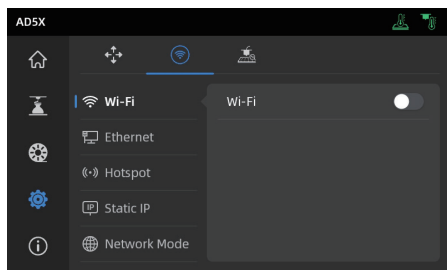 AD5X
Wi-Fi
Wi-Fi
Ethernet
Hotspot
IP Static IP
Network Mode